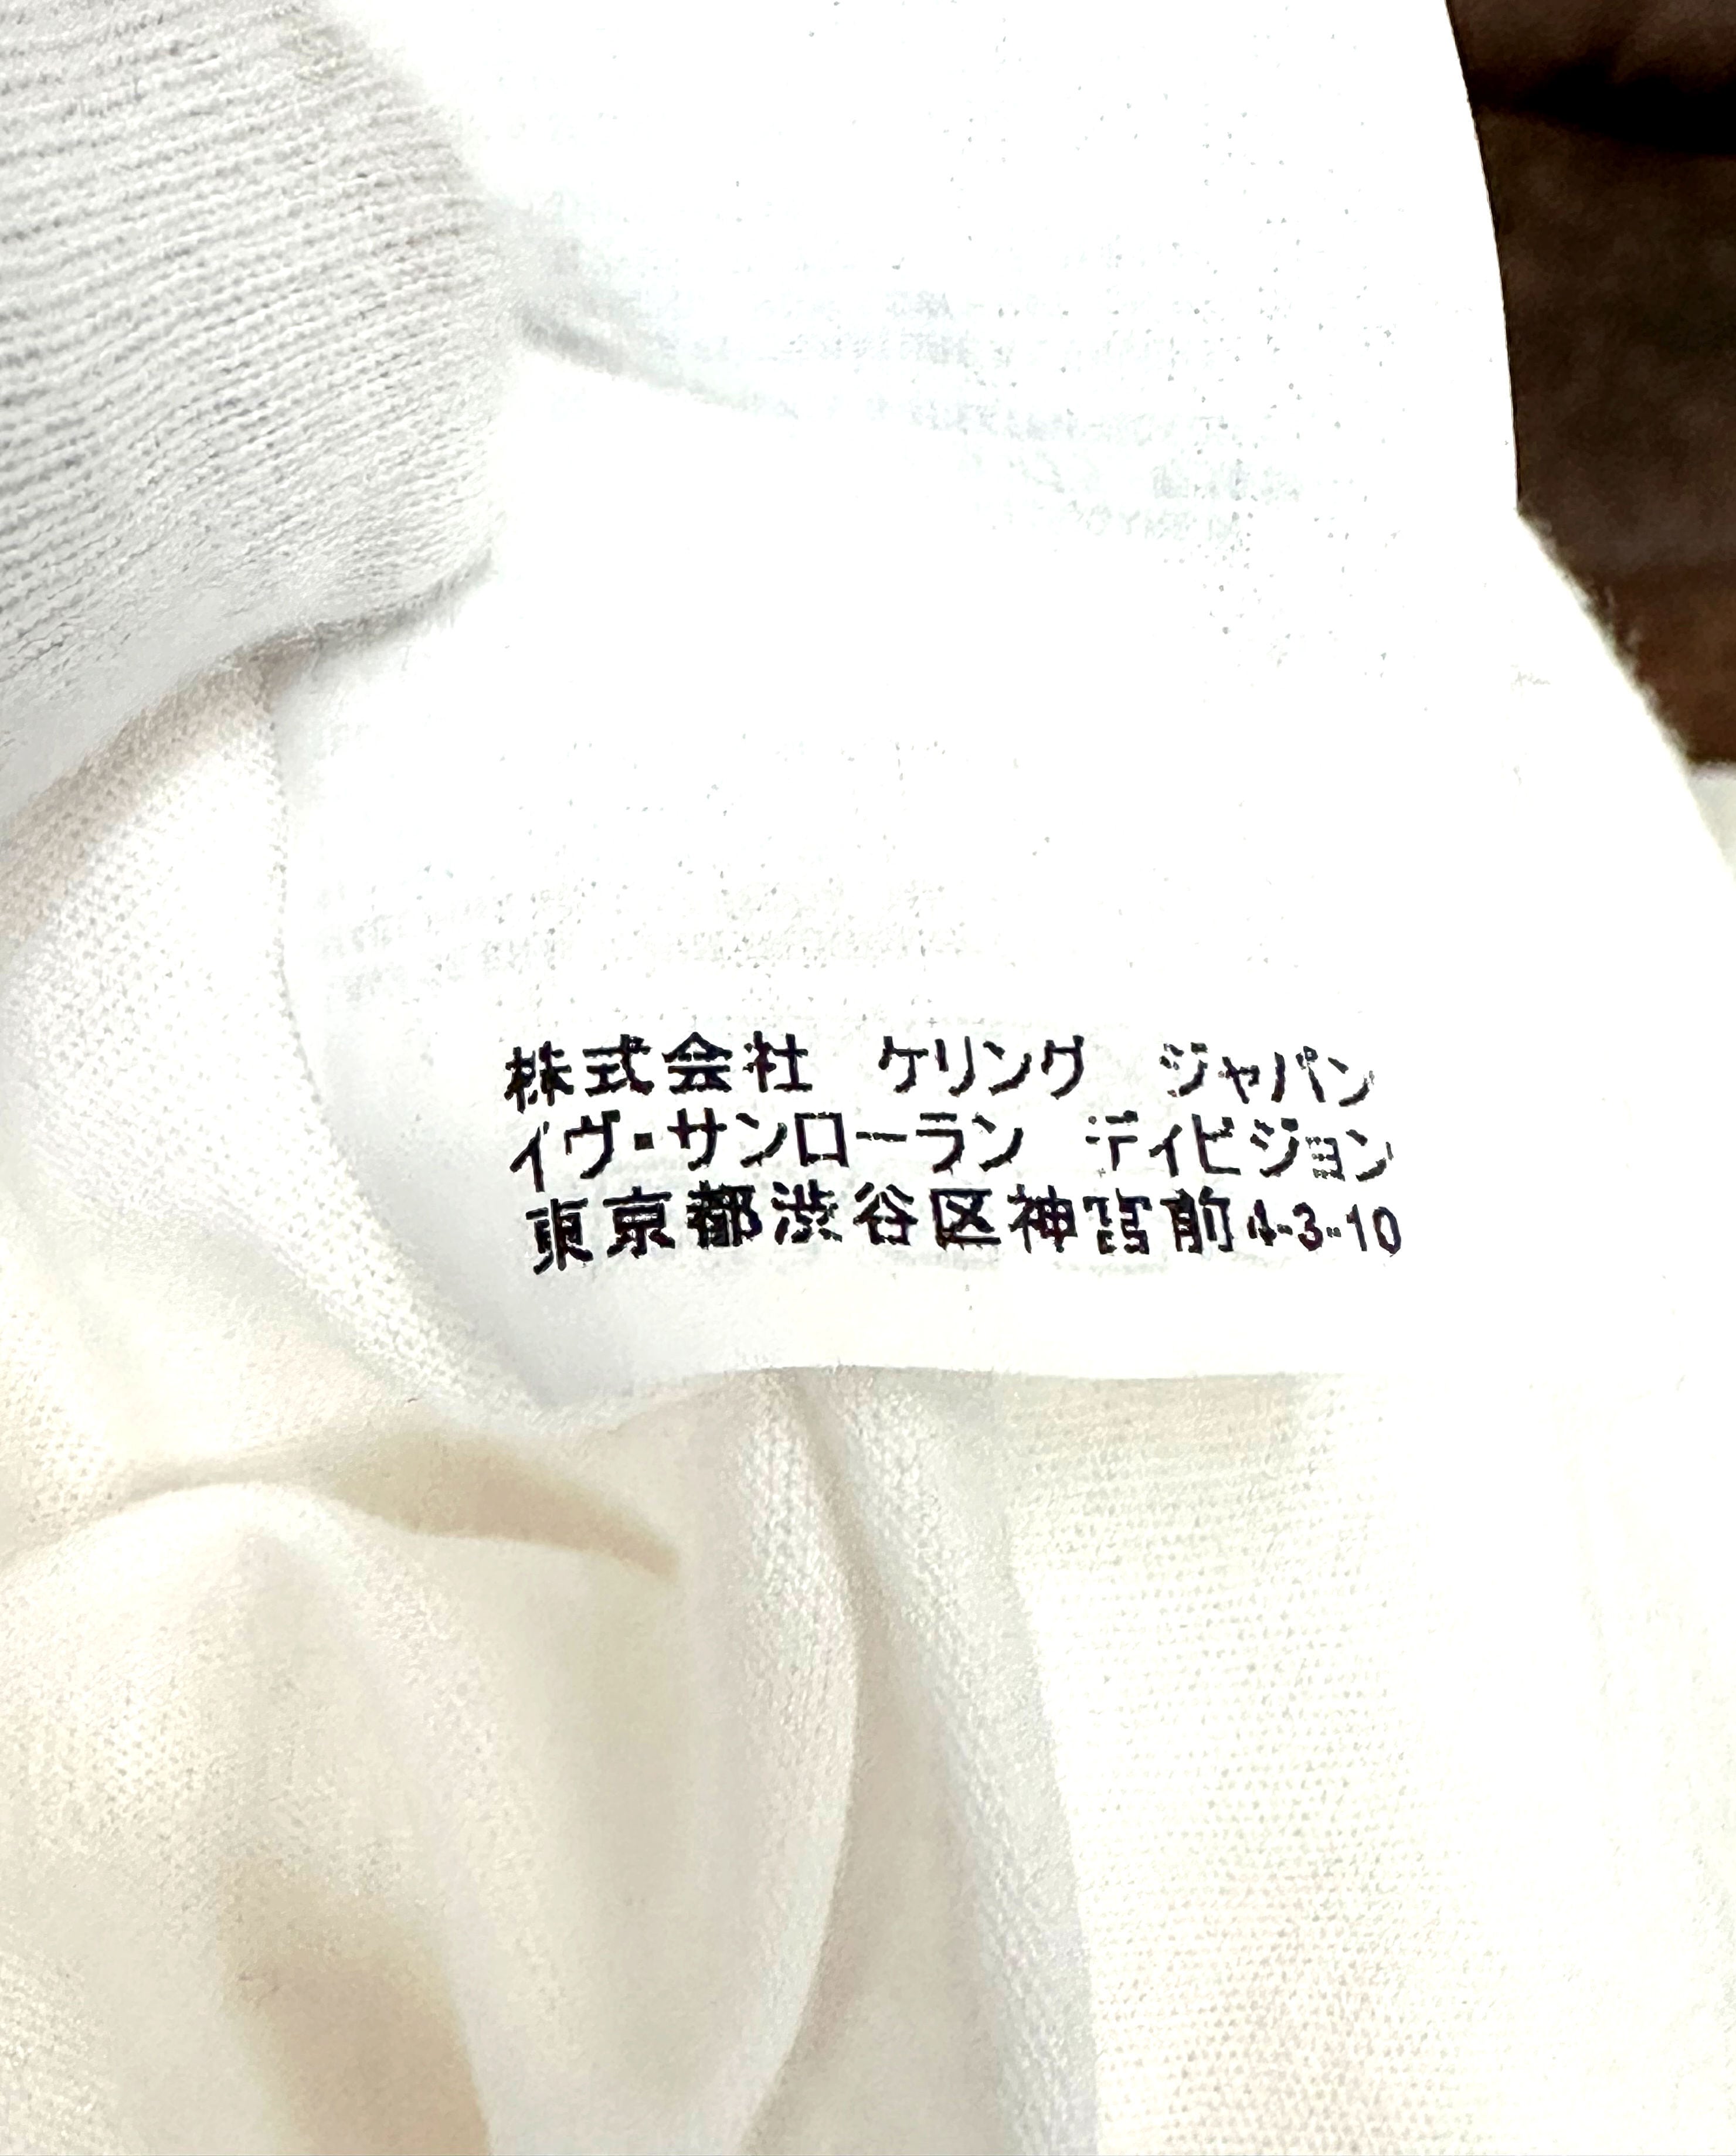 株式会社 ケリング ジャパン
イヴ・サンローラン ディビジョン
東京都渋谷区神宮前4-3-10